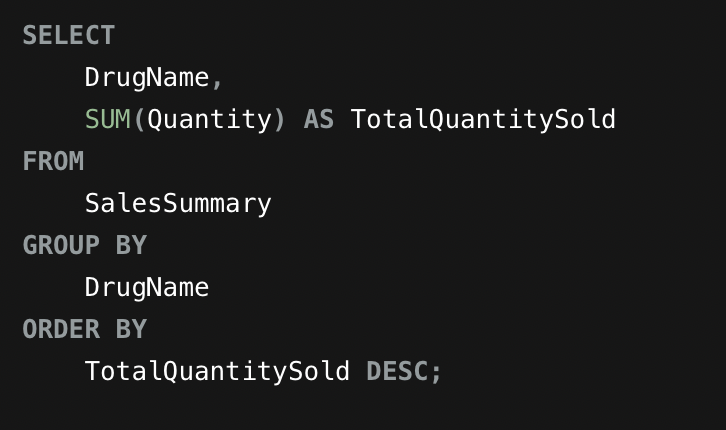 SELECT
    DrugName,
    SUM(Quantity) AS TotalQuantitySold
FROM
    SalesSummary
GROUP BY
    DrugName
ORDER BY
    TotalQuantitySold DESC;